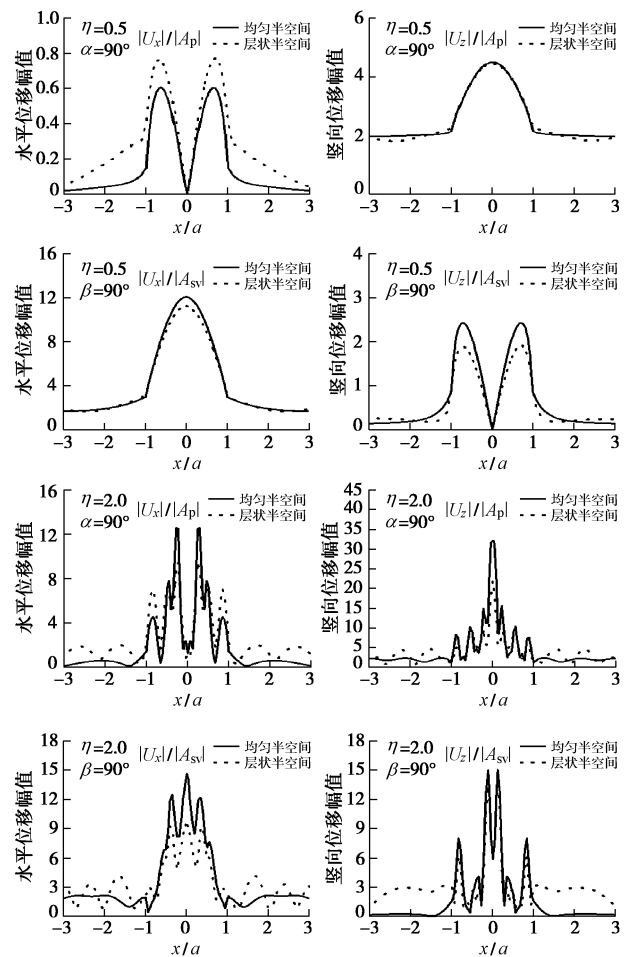 η=0.5 |Ux|/|Ap| 均匀半空间
α=90° 层状半空间
水平位移幅值
1.0
0.8
0.6
0.4
0.2
0
−3 −2 −1 0 1 2 3
x/a
η=0.5 |Uz|/|Ap| 均匀半空间
α=90° 层状半空间
竖向位移幅值
6
4
2
0
−3 −2 −1 0 1 2 3
x/a
η=0.5 |Ux|/|Asv| 均匀半空间
β=90° 层状半空间
水平位移幅值
16
12
8
4
0
−3 −2 −1 0 1 2 3
x/a
η=0.5 |Uz|/|Asv| 均匀半空间
β=90° 层状半空间
竖向位移幅值
4
3
2
1
0
−3 −2 −1 0 1 2 3
x/a
η=2.0 |Ux|/|Ap| 均匀半空间
α=90° 层状半空间
水平位移幅值
16
12
8
4
0
−3 −2 −1 0 1 2 3
x/a
η=2.0 |Uz|/|Ap| 均匀半空间
α=90° 层状半空间
竖向位移幅值
45
40
35
30
25
20
15
10
5
0
−3 −2 −1 0 1 2 3
x/a
η=2.0 |Ux|/|Asv| 均匀半空间
β=90° 层状半空间
水平位移幅值
18
15
12
9
6
3
0
−3 −2 −1 0 1 2 3
x/a
η=2.0 |Uz|/|Asv| 均匀半空间
β=90° 层状半空间
竖向位移幅值
18
15
12
9
6
3
0
−3 −2 −1 0 1 2 3
x/a